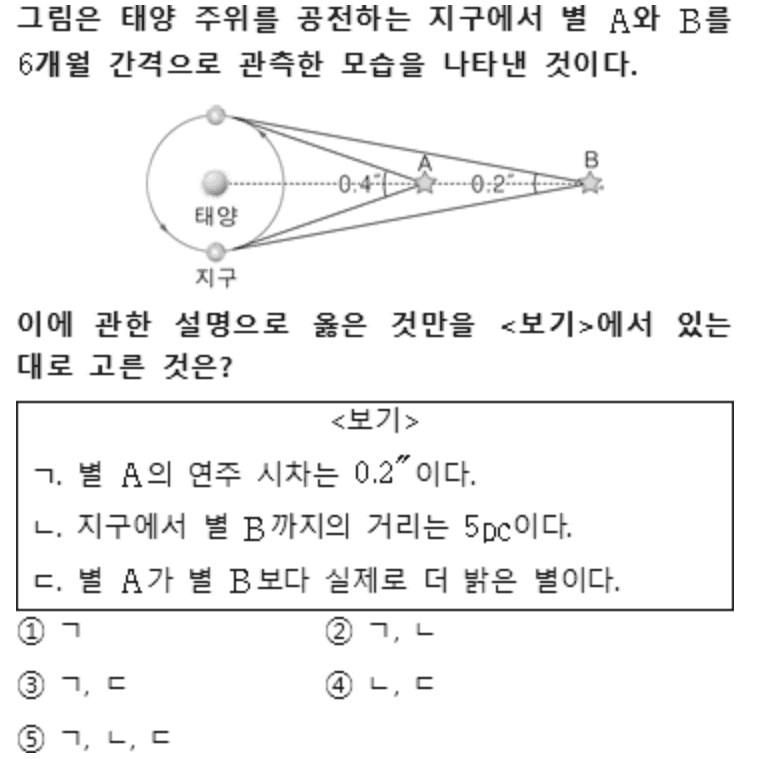 그림은 태양 주위를 공전하는 지구에서 별 A와 B를
6개월 간격으로 관측한 모습을 나타낸 것이다.
A
B
0.4″
0.2″
태양
지구
이에 관한 설명으로 옳은 것만을 <보기>에서 있는
대로 고른 것은?
<보기>
ㄱ. 별 A의 연주 시차는 0.2″이다.
ㄴ. 지구에서 별 B까지의 거리는 5pc이다.
ㄷ. 별 A가 별 B보다 실제로 더 밝은 별이다.
① ㄱ ② ㄱ, ㄴ
③ ㄱ, ㄷ ④ ㄴ, ㄷ
⑤ ㄱ, ㄴ, ㄷ